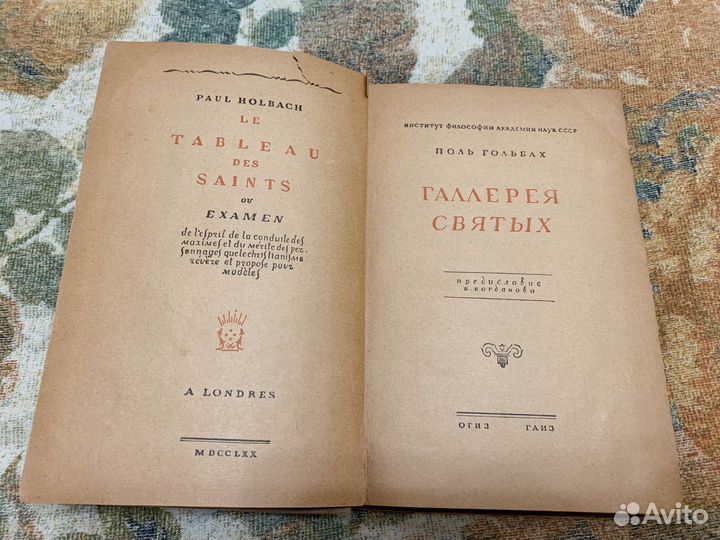 PAUL HOLBACH
LE
TABLEAU
DES
SAINTS
OU
EXAMEN
de l'esprit de la conduite des
maximes et du mérite des per-
sonnages que le christianisme
révère et propose pour
modèles
A LONDRES
MDCCLXX
ИНСТИТУТ ФИЛОСОФИИ АКАДЕМИИ НАУК СССР
ПОЛЬ ГОЛЬБАХ
ГАЛЛЕРЕЯ
СВЯТЫХ
предисловие
Б. Богданова
ОГИЗ ГАИЗ
Avito